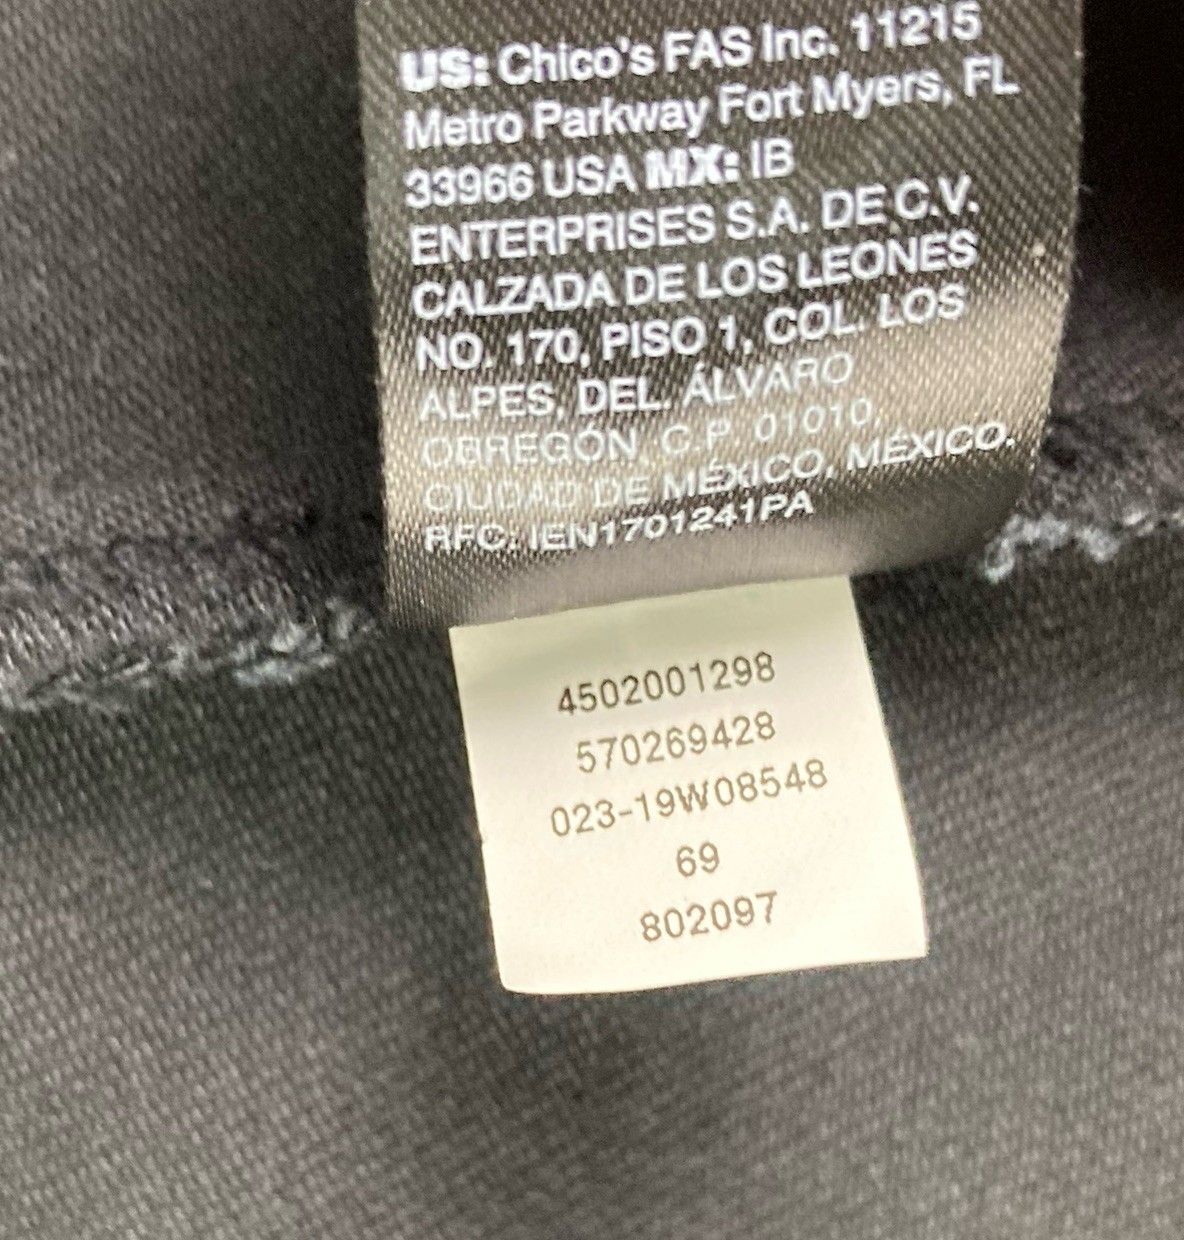 US: Chico's FAS Inc. 11215
Metro Parkway Fort Myers, FL
33966 USA MX: IB
ENTERPRISES S.A. DE C.V.
CALZADA DE LOS LEONES
NO. 170, PISO 1, COL. LOS
ALPES, DEL. ÁLVARO
OBREGÓN, C.P. 01010,
CIUDAD DE MÉXICO, MÉXICO.
RFC: IEN1701241PA
4502001298
570269428
023-19W08548
69
802097